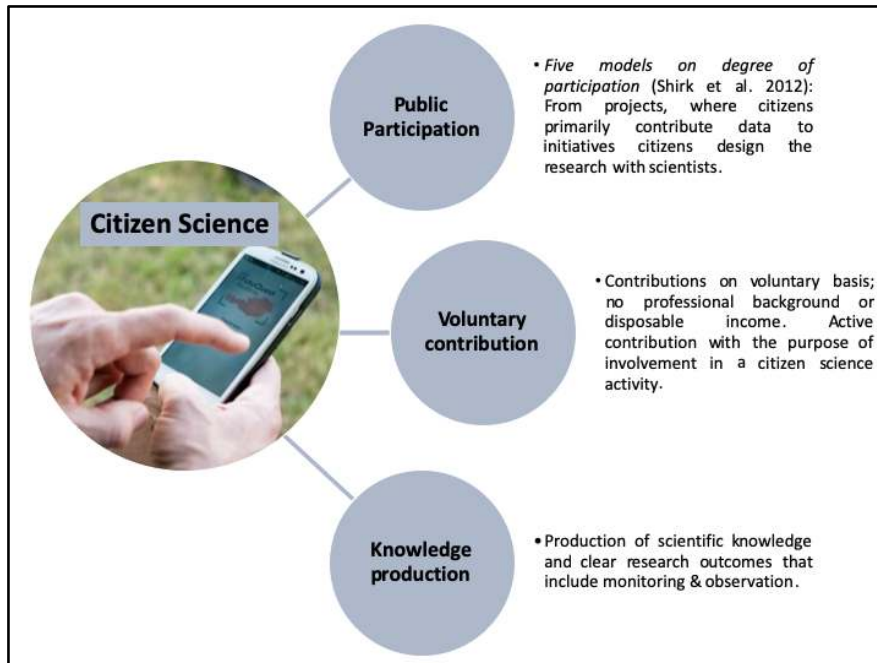 Public
Participation
• Five models on degree of
participation (Shirk et al. 2012):
From projects, where citizens
primarily contribute data to
initiatives citizens design the
research with scientists.
Citizen Science
Voluntary
contribution
• Contributions on voluntary basis;
no professional background or
disposable income. Active
contribution with the purpose of
involvement in a citizen science
activity.
Knowledge
production
• Production of scientific knowledge
and clear research outcomes that
include monitoring & observation.